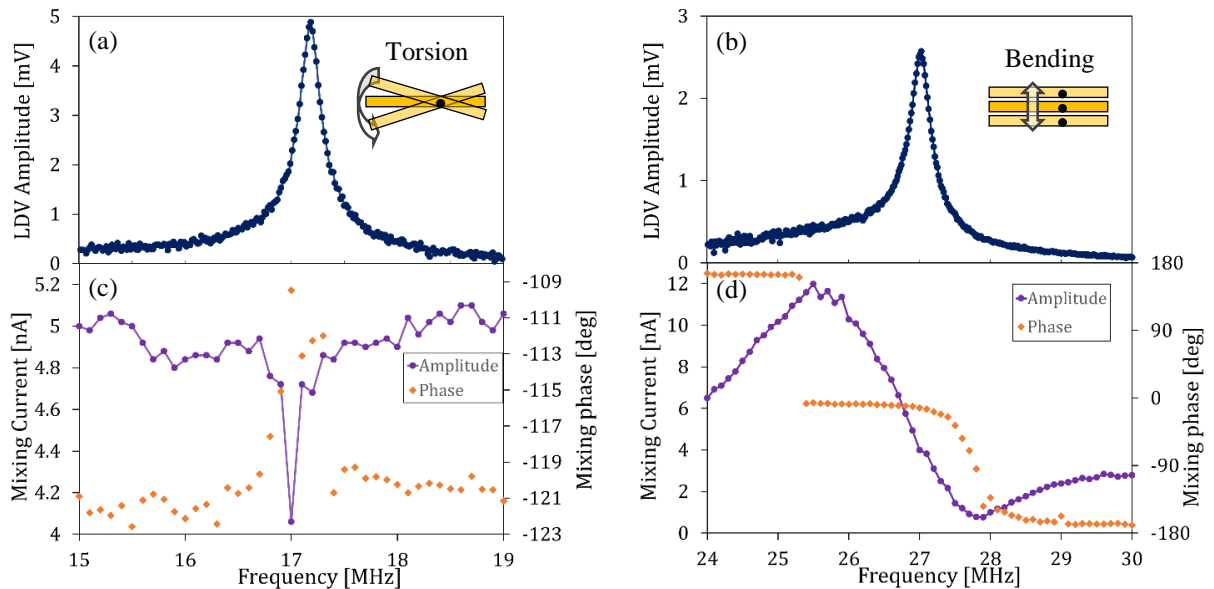 (a)
Torsion
LDV Amplitude [mV]
5
4
3
2
1
0
(b)
Bending
LDV Amplitude [mV]
3
2
1
0
(c)
Mixing Current [nA]
5.2
5
4.8
4.6
4.4
4.2
4
Amplitude
Phase
-109
-111
-113
-115
-117
-119
-121
-123
Mixing phase [deg]
15 16 17 18 19
Frequency [MHz]
(d)
Mixing Current [nA]
12
10
8
6
4
2
0
Amplitude
Phase
180
90
0
-90
-180
Mixing phase [deg]
24 25 26 27 28 29 30
Frequency [MHz]